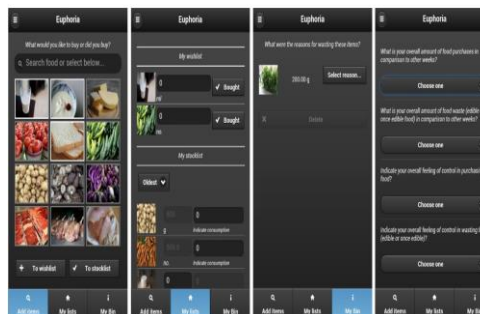 Euphoria
What would you like to buy or did you buy?
Search food or select below...
+ To wishlist
✓ To stocklist
Add items
My lists
My Bin
Euphoria
My wishlist
0
✓ Bought
ml
0
✓ Bought
no.
My stocklist
Oldest
0
g
Indicate consumption
0
no.
Indicate consumption
0
Add items
My lists
My Bin
Euphoria
What were the reasons for wasting these items?
200.00 g
Select reason...
X
Delete
Add items
My lists
My Bin
Euphoria
What is your overall amount of food purchases in
comparison to other weeks?
Choose one
What is your overall amount of food waste (edible
once edible food) in comparison to other weeks?
Choose one
Indicate your overall feeling of control in purchas
food?
Choose one
Indicate your overall feeling of control in wasting f
(edible or once edible)?
Choose one
Add items
My lists
My Bin